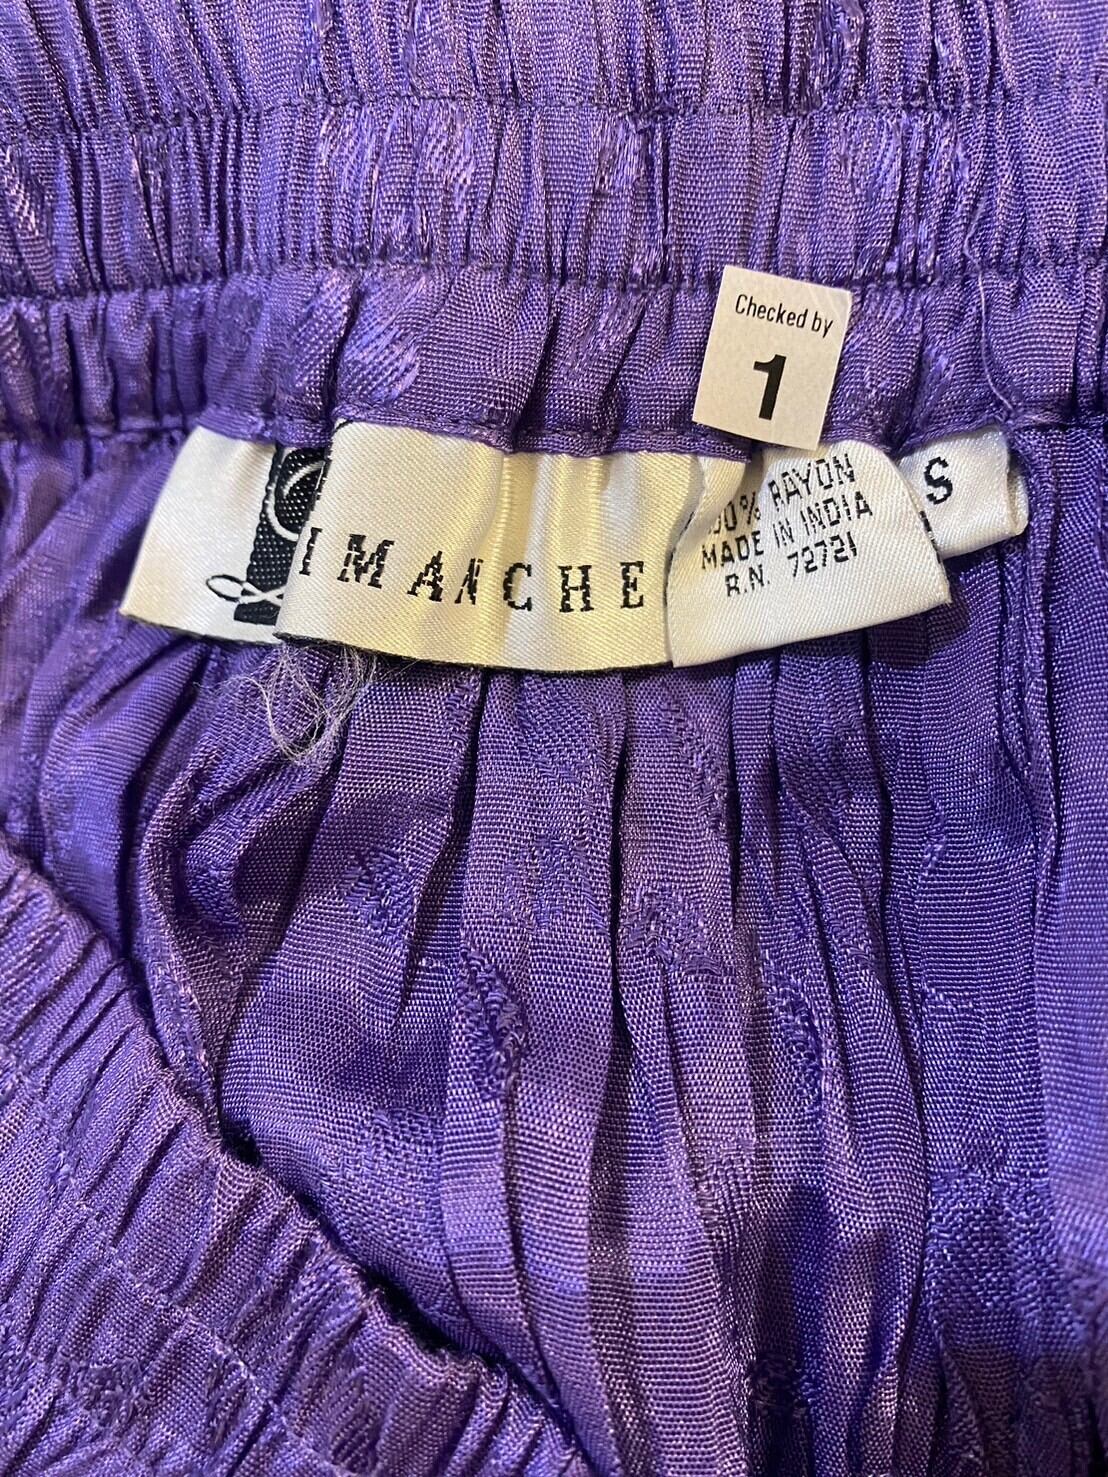 Checked by
1
IMANCHE
100% RAYON
MADE IN INDIA
R.N. 72721
S